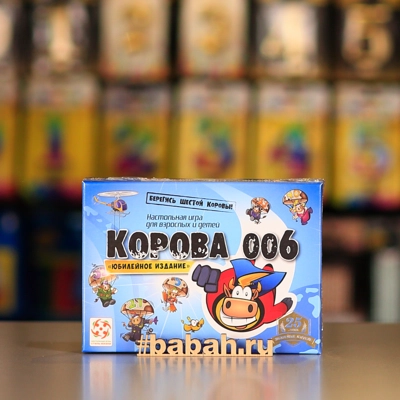 БЕРЕГИСЬ ШЕСТОЙ КОРОВЫ!
Настольная игра
для взрослых и детей
КОРОВА 006
«ЮБИЛЕЙНОЕ ИЗДАНИЕ»
#babah.ru